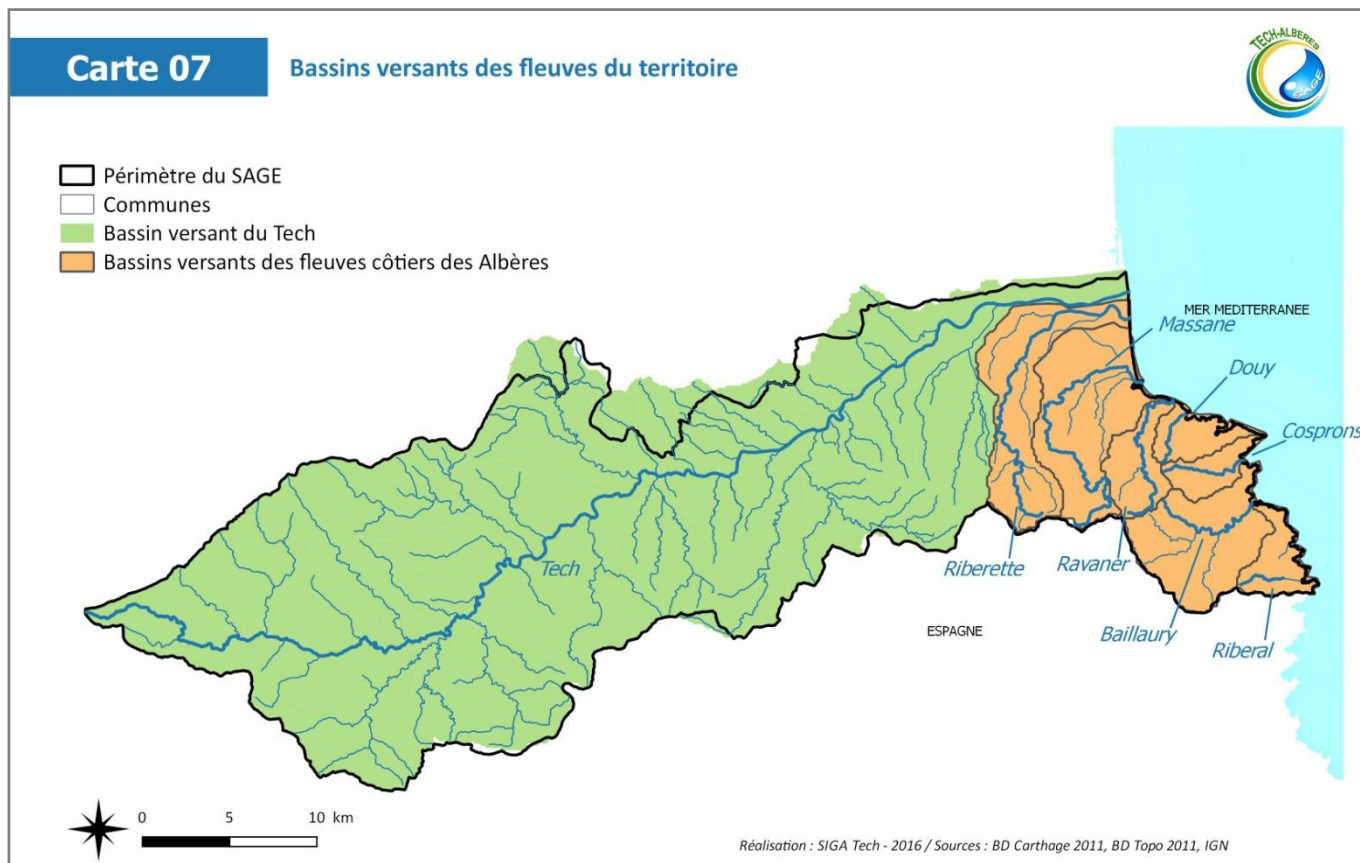 Carte 07
Bassins versants des fleuves du territoire
TECH-ALBERES
SAGE
Périmètre du SAGE
Communes
Bassin versant du Tech
Bassins versants des fleuves côtiers des Albères
MER MEDITERRANEE
Massane
Douy
Cosprons
Tech
Riberette
Ravaner
ESPAGNE
Baillaury
Riberal
0 5 10 km
Réalisation : SIGA Tech - 2016 / Sources : BD Carthage 2011, BD Topo 2011, IGN